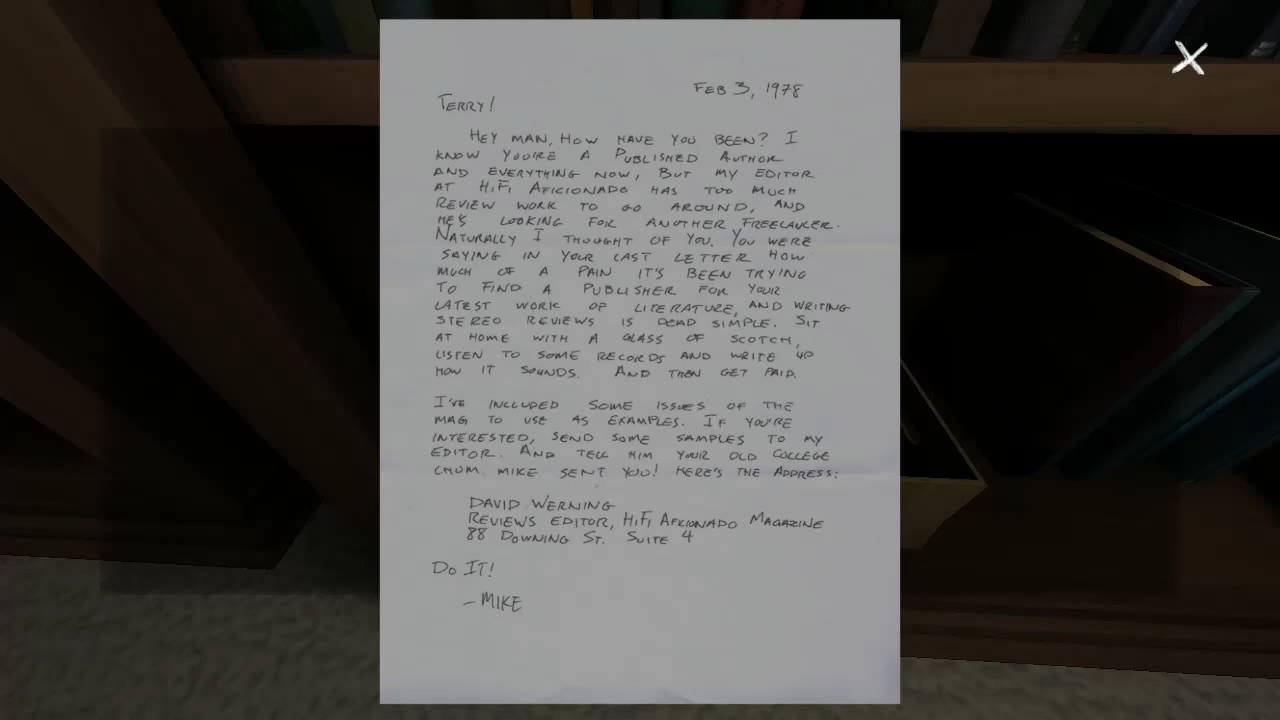 FEB 3, 1978
TERRY!
HEY MAN, HOW HAVE YOU BEEN? I
KNOW YOU'RE A PUBLISHED AUTHOR
AND EVERYTHING NOW, BUT MY EDITOR
AT HIFI AFICIONADO HAS TOO MUCH
REVIEW WORK TO GO AROUND, AND
HE'S LOOKING FOR ANOTHER FREELANCER.
NATURALLY I THOUGHT OF YOU. YOU WERE
SAYING IN YOUR LAST LETTER HOW
MUCH OF A PAIN IT'S BEEN TRYING
TO FIND A PUBLISHER FOR YOUR
LATEST WORK OF LITERATURE, AND WRITING
STEREO REVIEWS IS DEAD SIMPLE. SIT
AT HOME WITH A GLASS OF SCOTCH,
LISTEN TO SOME RECORDS AND WRITE UP
HOW IT SOUNDS. AND THEN GET PAID.
I'VE INCLUDED SOME ISSUES OF THE
MAG TO USE AS EXAMPLES. IF YOU'RE
INTERESTED, SEND SOME SAMPLES TO MY
EDITOR. AND TELL HIM YOUR OLD COLLEGE
CHUM MIKE SENT YOU! HERE'S THE ADDRESS:
DAVID WERNING
REVIEWS EDITOR, HIFI AFICIONADO MAGAZINE
88 DOWNING ST. SUITE 4
DO IT!
- MIKE